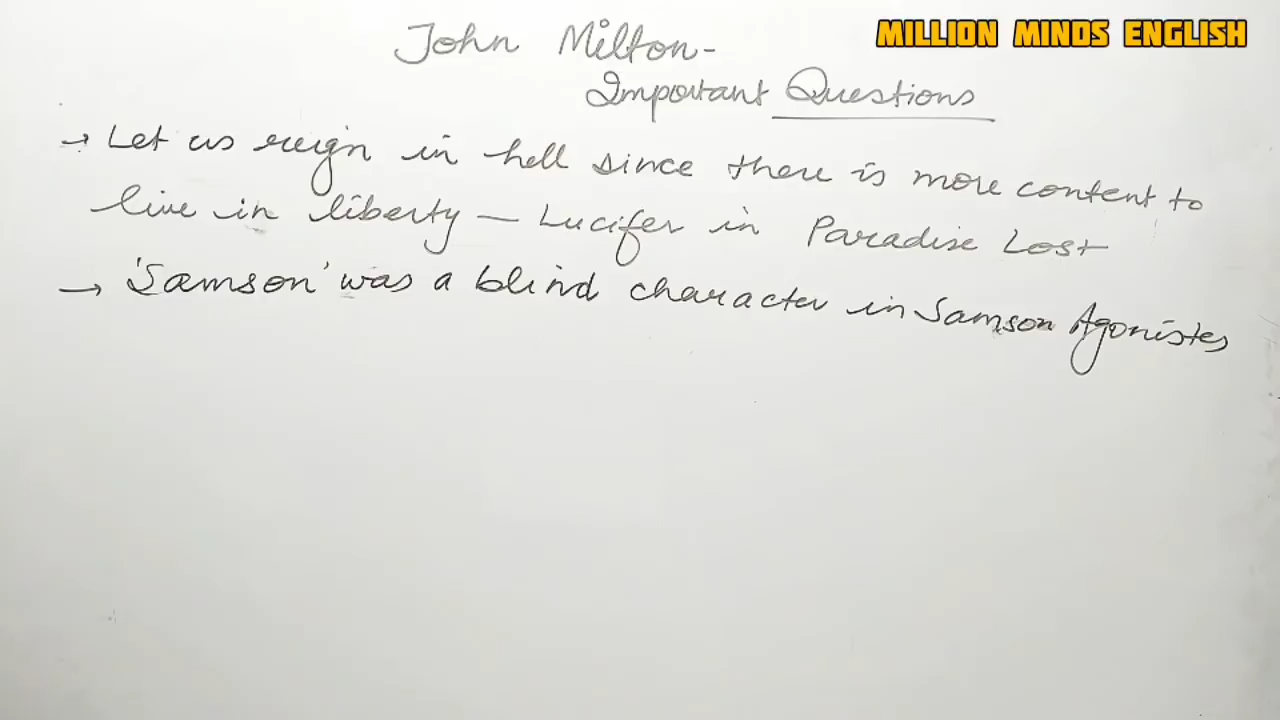 MILLION MINDS ENGLISH
John Milton-
Important Questions
→ Let us reign in hell since there is more content to
live in liberty — Lucifer in Paradise Lost
→ 'Samson' was a blind character in Samson Agonistes